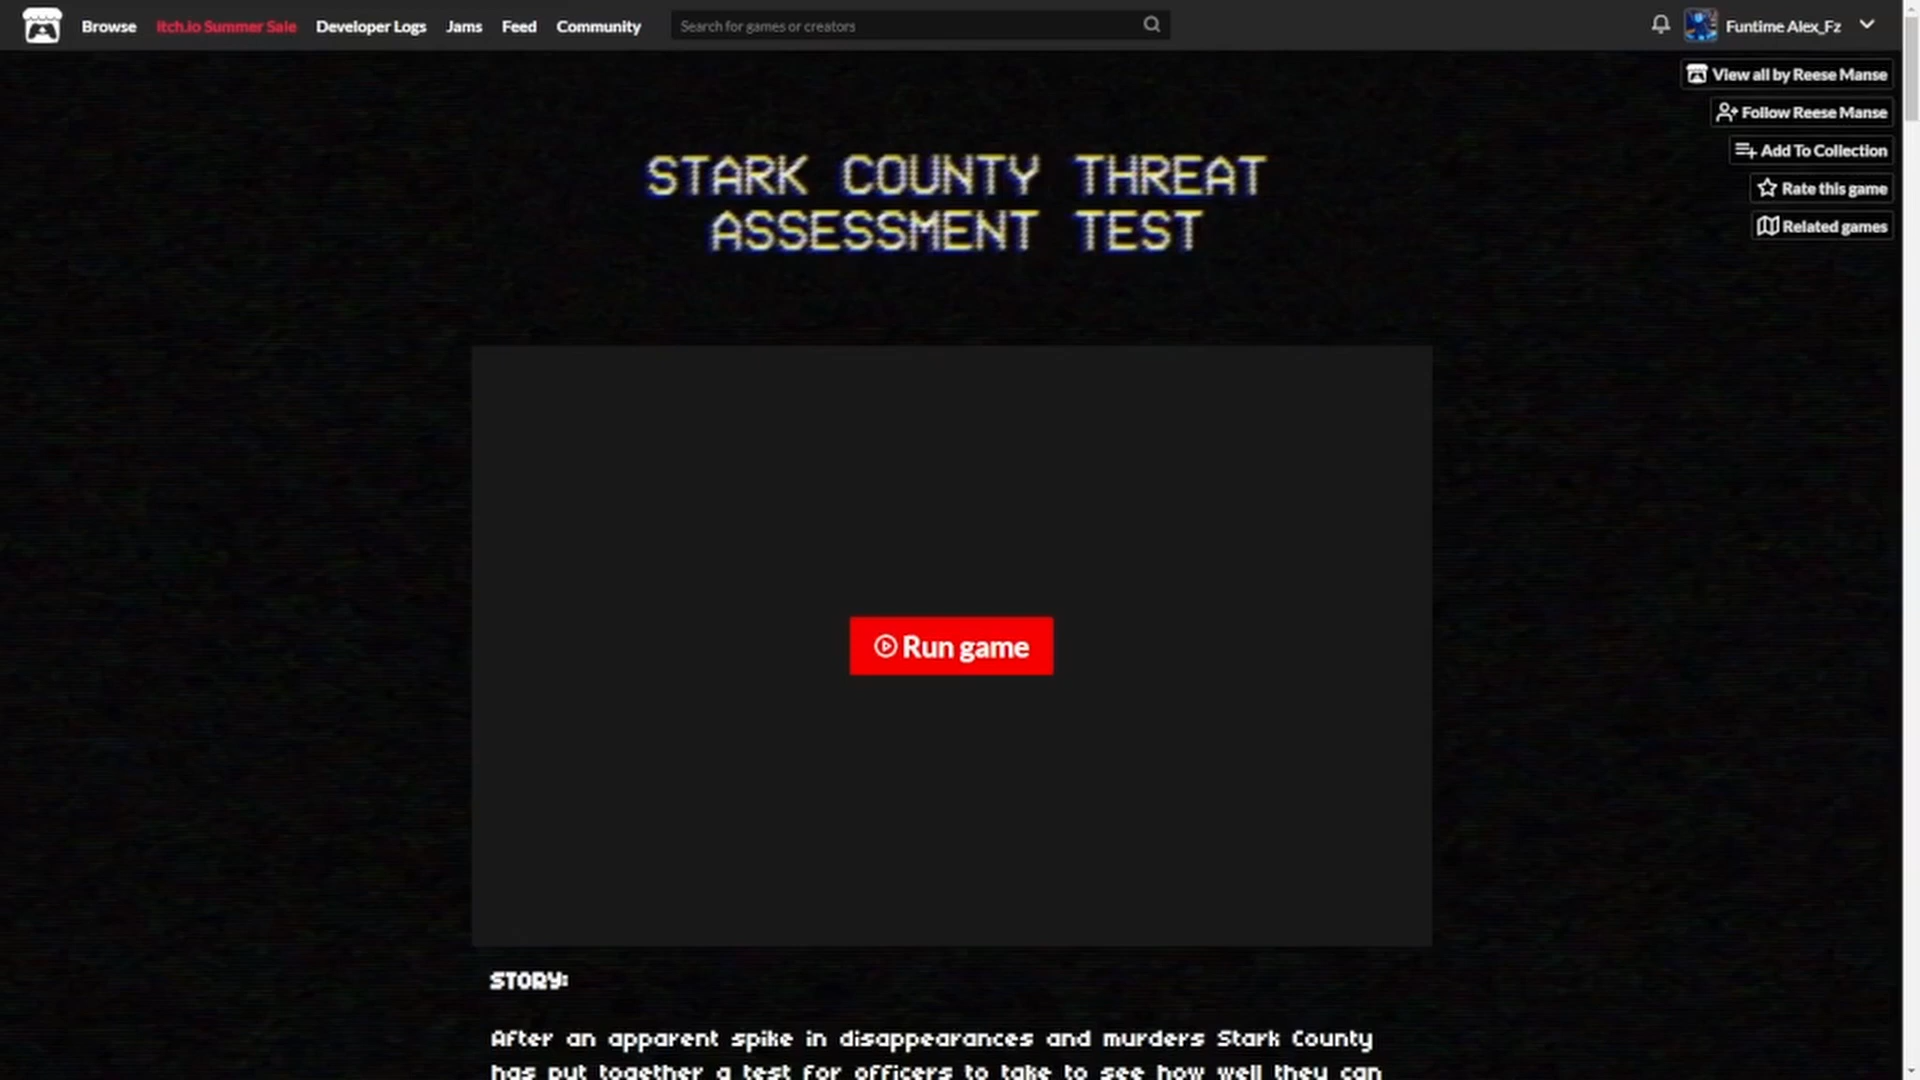 Browse Itch.io Summer Sale Developer Logs Jams Feed Community Search for games or creators Funtime Alex_Fz
View all by Reese Manse
Follow Reese Manse
Add To Collection
Rate this game
Related games
STARK COUNTY THREAT
ASSESSMENT TEST
Run game
STORY:
After an apparent spike in disappearances and murders Stark County
has put together a test for officers to take to see how well they can